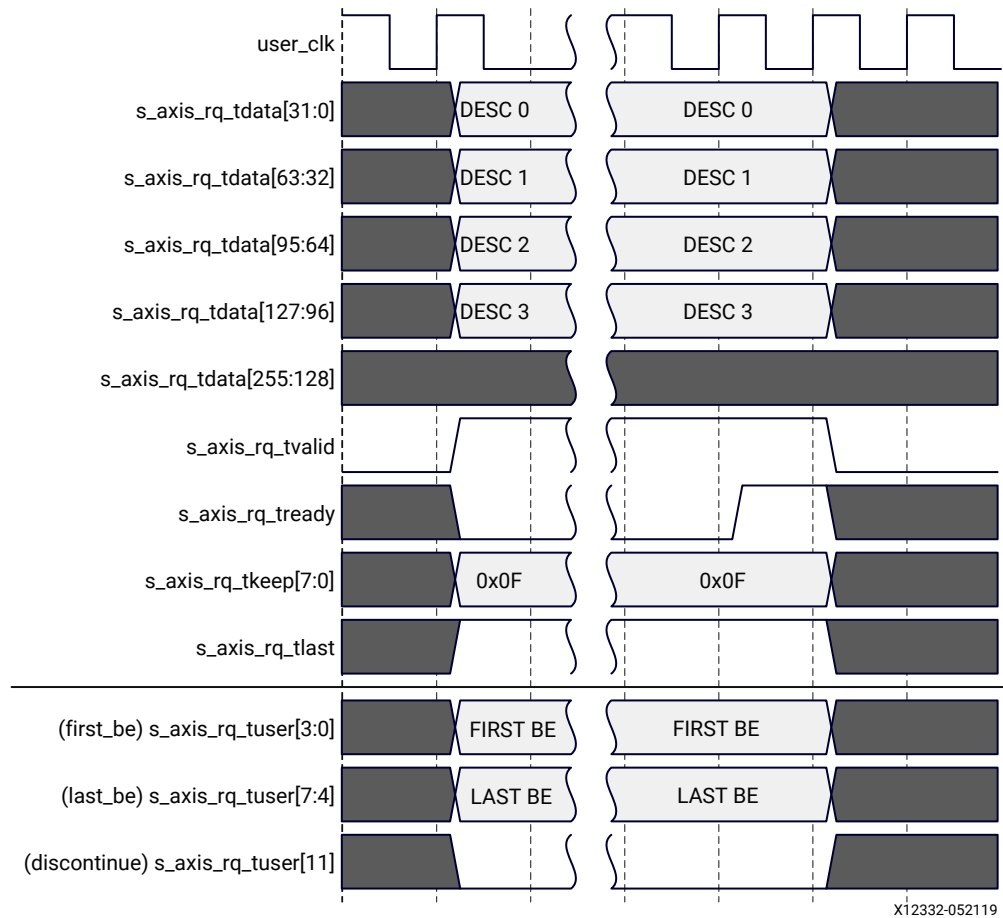 user_clk
s_axis_rq_tdata[31:0] DESC 0 DESC 0
s_axis_rq_tdata[63:32] DESC 1 DESC 1
s_axis_rq_tdata[95:64] DESC 2 DESC 2
s_axis_rq_tdata[127:96] DESC 3 DESC 3
s_axis_rq_tdata[255:128]
s_axis_rq_tvalid
s_axis_rq_tready
s_axis_rq_tkeep[7:0] 0x0F 0x0F
s_axis_rq_tlast
(first_be) s_axis_rq_tuser[3:0] FIRST BE FIRST BE
(last_be) s_axis_rq_tuser[7:4] LAST BE LAST BE
(discontinue) s_axis_rq_tuser[11]
X12332-052119